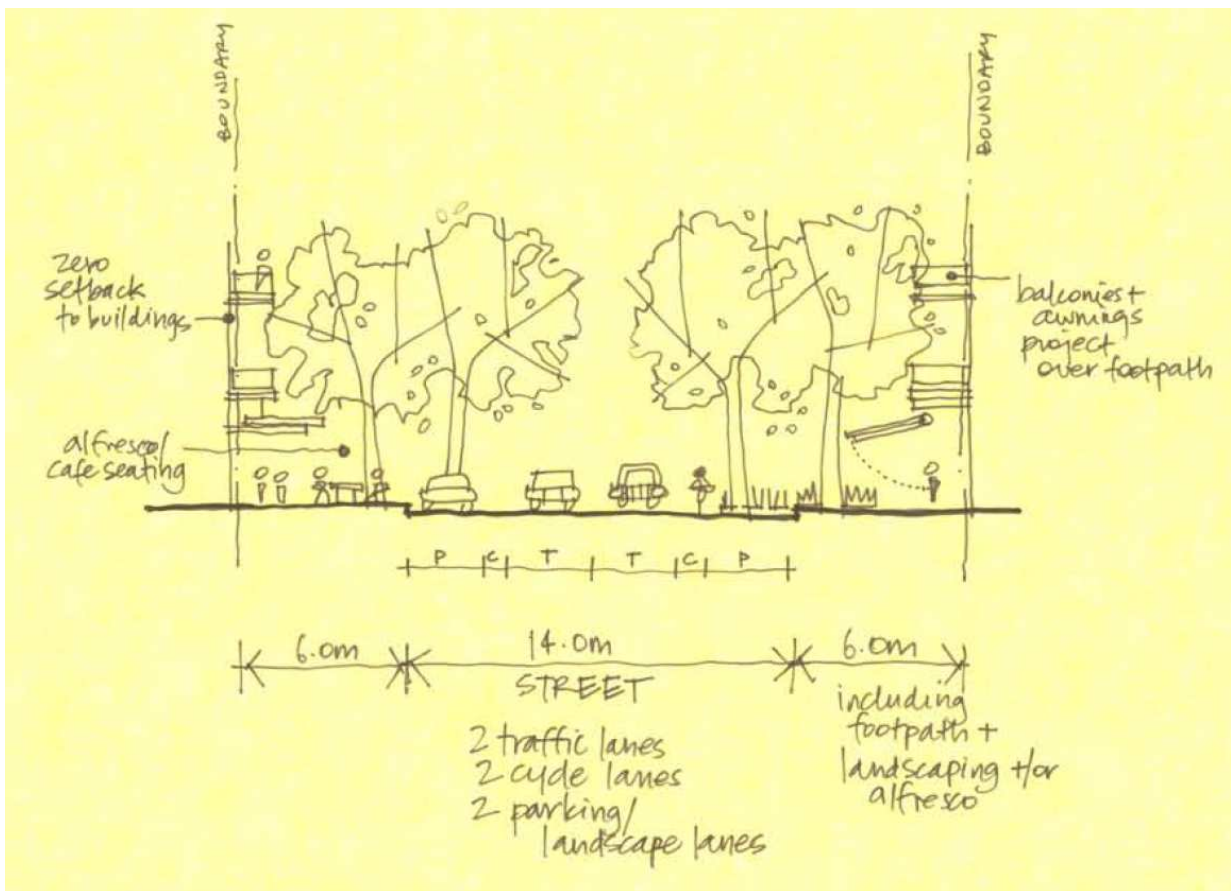 BOUNDARY
BOUNDARY
zero
setback
to buildings
balconies +
awnings
project
over footpath
alfresco/
cafe seating
P C T T C P
6.0m
14.0m
6.0m
STREET
2 traffic lanes
2 cycle lanes
2 parking/
landscape lanes
including
footpath +
landscaping +/or
alfresco